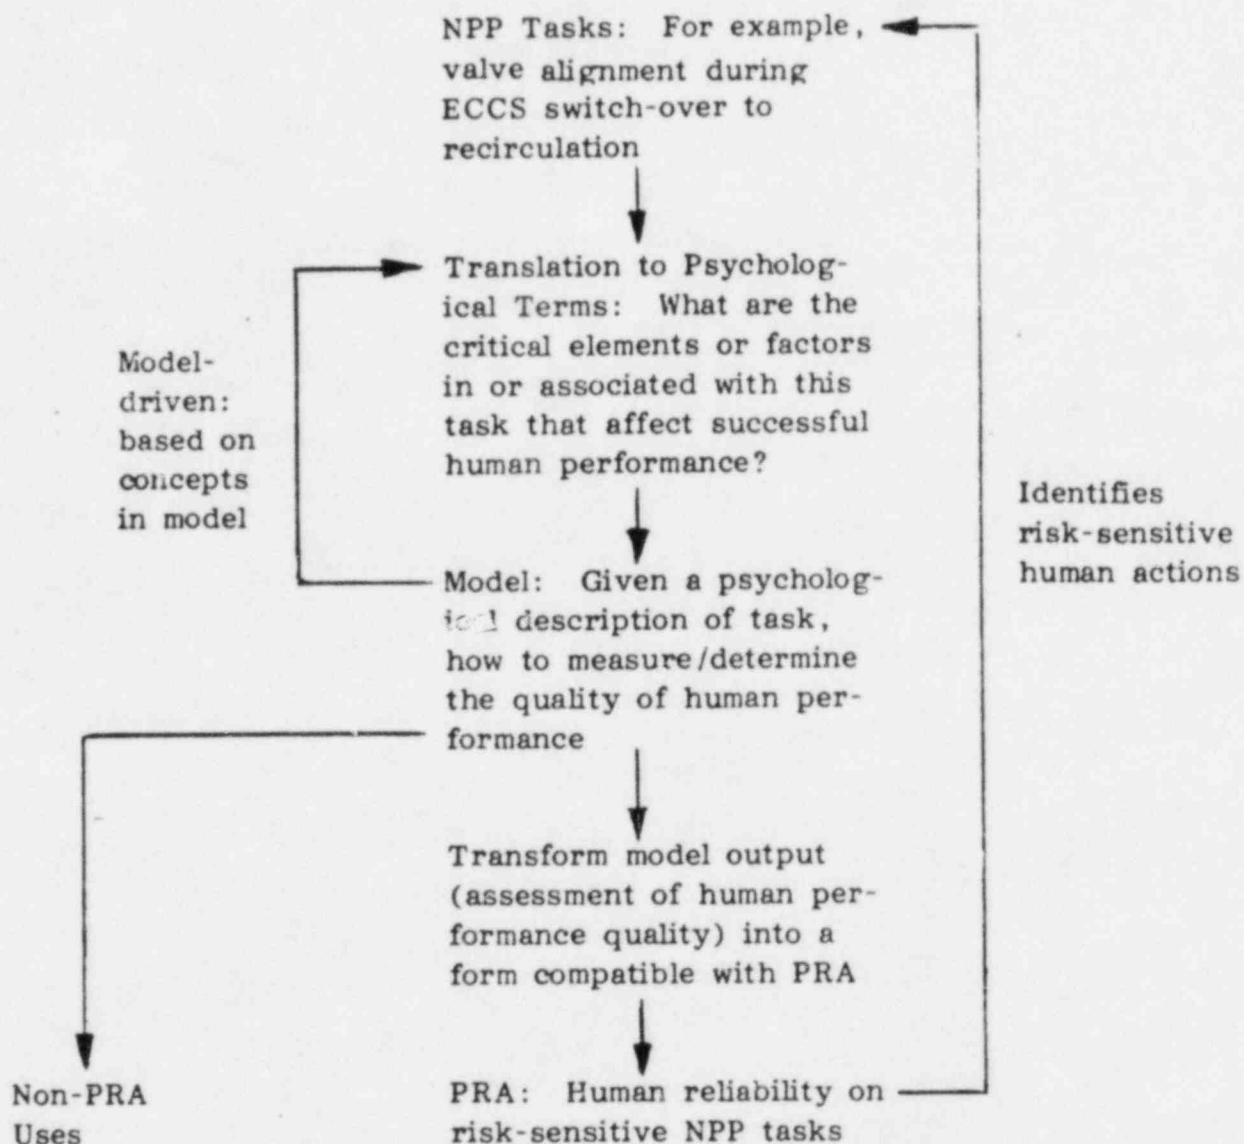 NPP Tasks: For example,
valve alignment during
ECCS switch-over to
recirculation
Translation to Psycholog-
ical Terms: What are the
critical elements or factors
in or associated with this
task that affect successful
human performance?
Model-
driven:
based on
concepts
in model
Identifies
risk-sensitive
human actions
Model: Given a psycholog-
ical description of task,
how to measure/determine
the quality of human per-
formance
Transform model output
(assessment of human per-
formance quality) into a
form compatible with PRA
Non-PRA
Uses
PRA: Human reliability on
risk-sensitive NPP tasks